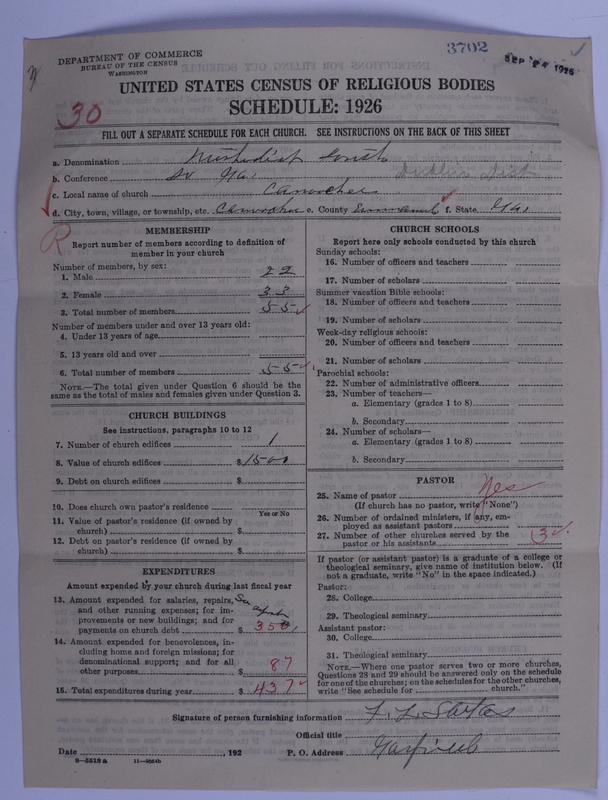 3702
SEP 24 1926
DEPARTMENT OF COMMERCE
BUREAU OF THE CENSUS
WASHINGTON
UNITED STATES CENSUS OF RELIGIOUS BODIES
SCHEDULE: 1926
30
FILL OUT A SEPARATE SCHEDULE FOR EACH CHURCH. SEE INSTRUCTIONS ON THE BACK OF THIS SHEET
a. Denomination Methodist South
b. Conference So Ga. Dublin Dist
c. Local name of church Canoochee
d. City, town, village, or township, etc. Canoochee e. County Emanuel f. State Ga.
R
MEMBERSHIP
Report number of members according to definition of
member in your church
Number of members, by sex:
1. Male 22
2. Female 33
3. Total number of members 55
Number of members under and over 13 years old:
4. Under 13 years of age
5. 13 years old and over
6. Total number of members 55
NOTE.—The total given under Question 6 should be
same as the total of males and females given under Question 3.
CHURCH BUILDINGS
See instructions, paragraphs 10 to 12
7. Number of church edifices 1
8. Value of church edifices $1500
9. Debt on church edifices $
10. Does church own pastor's residence
Yes or No
11. Value of pastor's residence (if owned by
church) $
12. Debt on pastor's residence (if owned by
church) $
EXPENDITURES
Amount expended by your church during last fiscal year
13. Amount expended for salaries, repairs,
and other running expenses; for im-
provements or new buildings; and for
payments on church debt $ 350
14. Amount expended for benevolences, in-
cluding home and foreign missions; for
denominational support; and for all
other purposes $ 87
15. Total expenditures during year $ 437
CHURCH SCHOOLS
Report here only schools conducted by this church
Sunday schools:
16. Number of officers and teachers
17. Number of scholars
Summer vacation Bible schools:
18. Number of officers and teachers
19. Number of scholars
Week-day religious schools:
20. Number of officers and teachers
21. Number of scholars
Parochial schools:
22. Number of administrative officers
23. Number of teachers—
a. Elementary (grades 1 to 8)
b. Secondary
24. Number of scholars—
a. Elementary (grades 1 to 8)
b. Secondary
PASTOR
25. Name of pastor Yes
(If church has no pastor, write "None")
26. Number of ordained ministers, if any, em-
ployed as assistant pastors
27. Number of other churches served by the
pastor or his assistants 3
If pastor (or assistant pastor) is a graduate of a college or
theological seminary, give name of institution below. (If
not a graduate, write "No" in the space indicated.)
Pastor:
28. College
29. Theological seminary
Assistant pastor:
30. College
31. Theological seminary
NOTE.—Where one pastor serves two or more churches,
Questions 28 and 29 should be answered only on the schedule
for one of the churches; on the schedules for the other churches,
write "See schedule for church."
Signature of person furnishing information
Official title
Date , 192 P. O. Address Garfield
8—5518 a 11—9554b